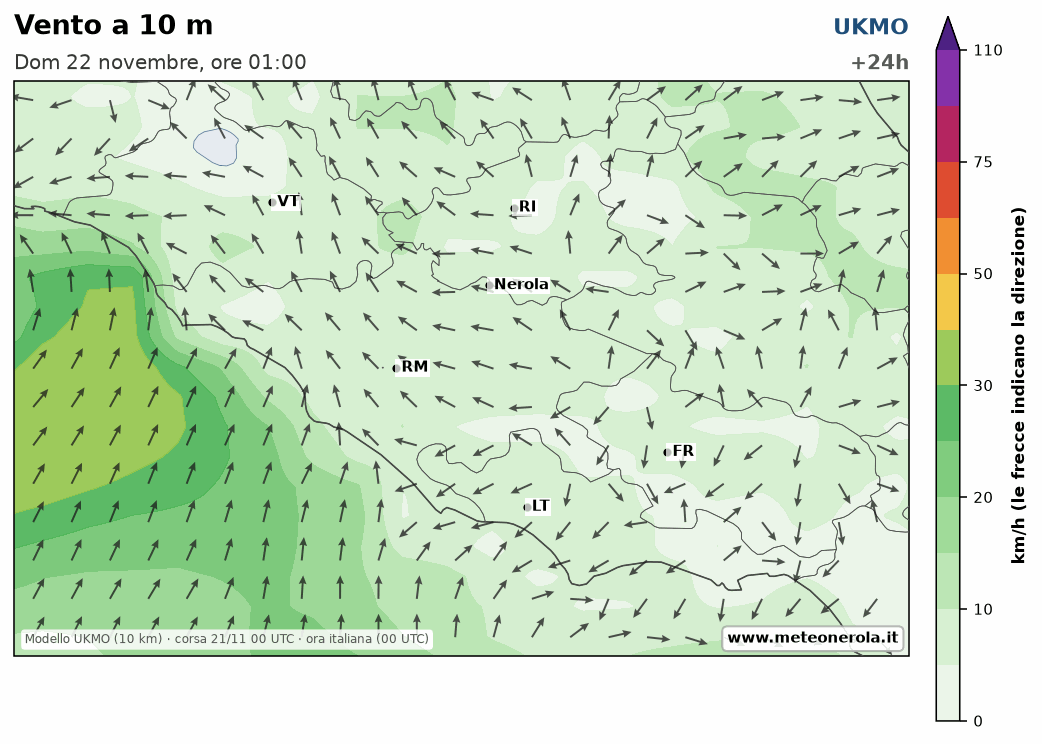 Vento a 10 m
UKMO
Dom 22 novembre, ore 01:00
+24h
VT
RI
Nerola
RM
FR
LT
Modello UKMO (10 km) · corsa 21/11 00 UTC · ora italiana (00 UTC)
www.meteonerola.it
110
75
50
30
20
10
0
km/h (le frecce indicano la direzione)